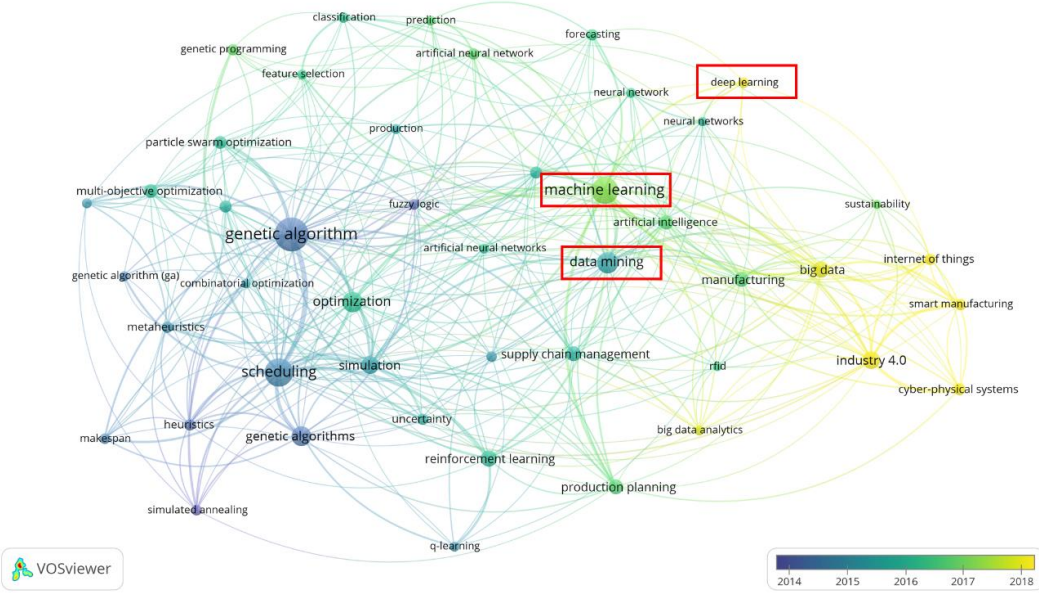 classification
prediction
forecasting
genetic programming
artificial neural network
feature selection
deep learning
neural network
production
neural networks
particle swarm optimization
multi-objective optimization
machine learning
fuzzy logic
sustainability
artificial intelligence
genetic algorithm
artificial neural networks
data mining
internet of things
big data
genetic algorithm (ga)
combinatorial optimization
manufacturing
optimization
smart manufacturing
metaheuristics
supply chain management
industry 4.0
simulation
rfid
scheduling
cyber-physical systems
uncertainty
heuristics
big data analytics
makespan
genetic algorithms
reinforcement learning
production planning
simulated annealing
q-learning
VOSviewer
2014 2015 2016 2017 2018